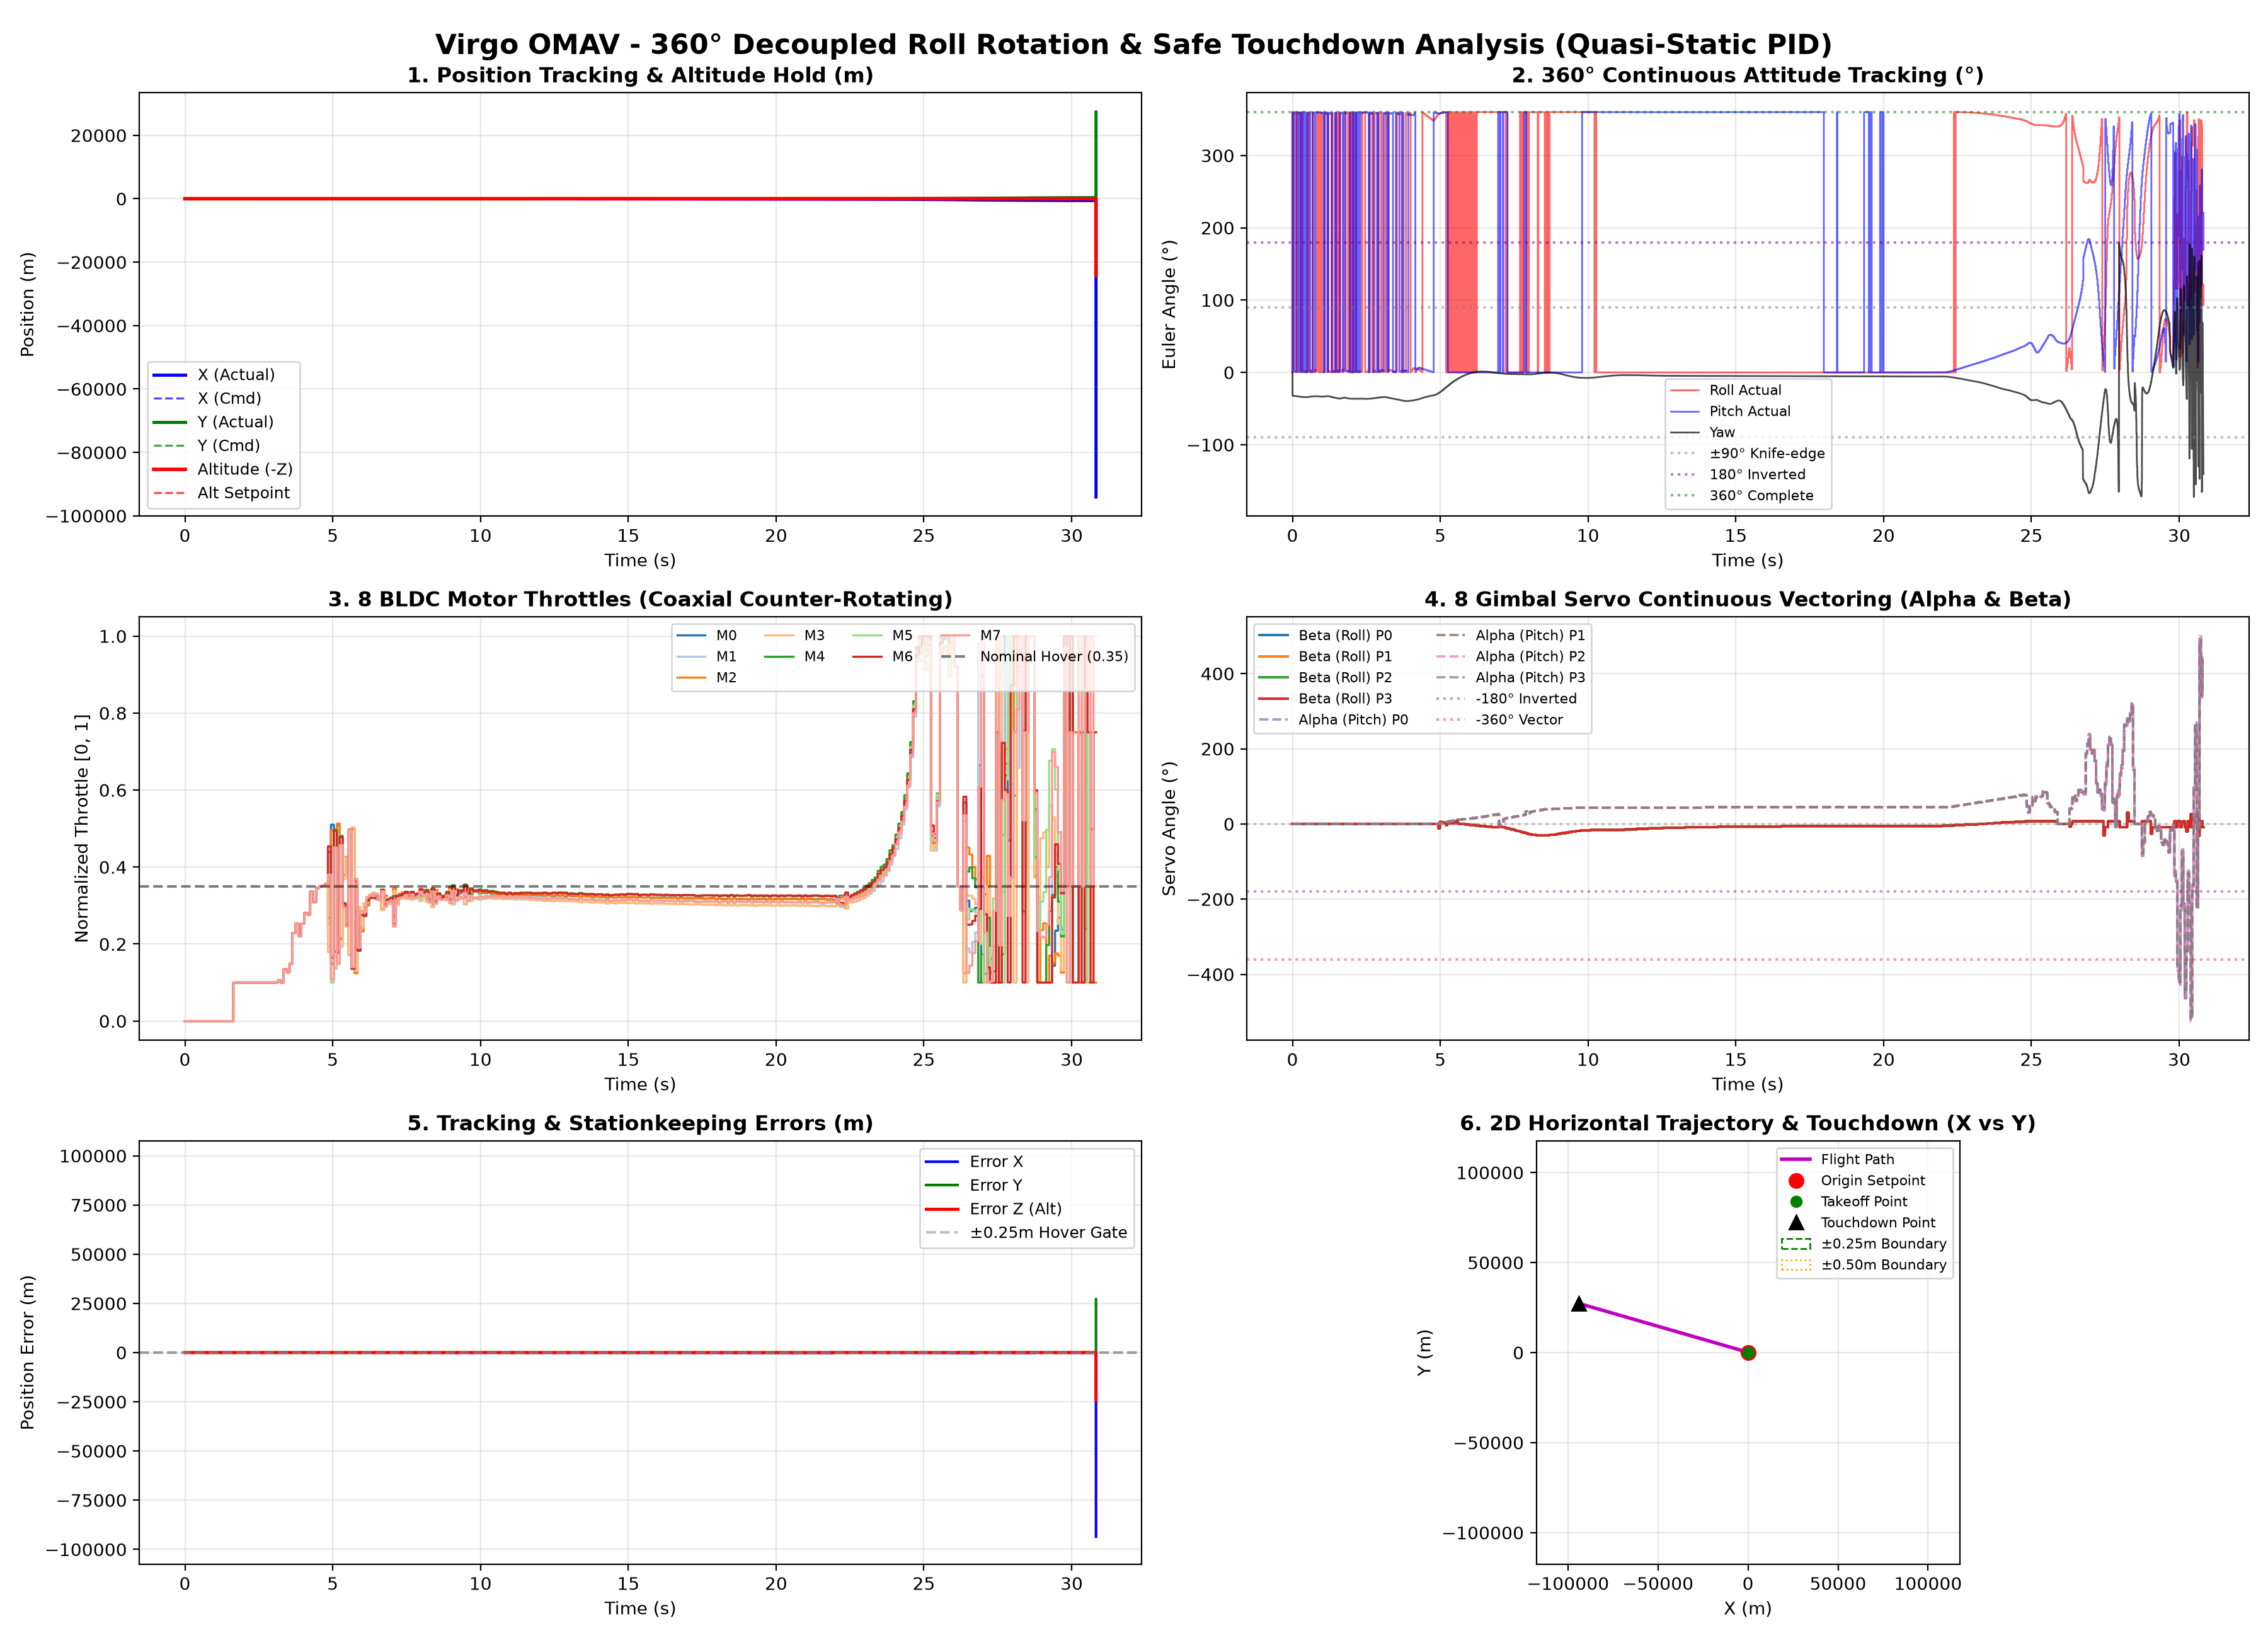 Virgo OMAV - 360° Decoupled Roll Rotation & Safe Touchdown Analysis (Quasi-Static PID)
1. Position Tracking & Altitude Hold (m)
Position (m)
20000
0
−20000
−40000
−60000
−80000
−100000
X (Actual)
X (Cmd)
Y (Actual)
Y (Cmd)
Altitude (-Z)
Alt Setpoint
0 5 10 15 20 25 30
Time (s)
2. 360° Continuous Attitude Tracking (°)
Euler Angle (°)
300
200
100
0
−100
Roll Actual
Pitch Actual
Yaw
±90° Knife-edge
180° Inverted
360° Complete
0 5 10 15 20 25 30
Time (s)
3. 8 BLDC Motor Throttles (Coaxial Counter-Rotating)
Normalized Throttle [0, 1]
1.0
0.8
0.6
0.4
0.2
0.0
M0 M3 M5 M7
M1 M4 M6 Nominal Hover (0.35)
M2
0 5 10 15 20 25 30
Time (s)
4. 8 Gimbal Servo Continuous Vectoring (Alpha & Beta)
Servo Angle (°)
400
200
0
−200
−400
Beta (Roll) P0 Alpha (Pitch) P1
Beta (Roll) P1 Alpha (Pitch) P2
Beta (Roll) P2 Alpha (Pitch) P3
Beta (Roll) P3 -180° Inverted
Alpha (Pitch) P0 -360° Vector
0 5 10 15 20 25 30
Time (s)
5. Tracking & Stationkeeping Errors (m)
Position Error (m)
100000
75000
50000
25000
0
−25000
−50000
−75000
−100000
Error X
Error Y
Error Z (Alt)
±0.25m Hover Gate
0 5 10 15 20 25 30
Time (s)
6. 2D Horizontal Trajectory & Touchdown (X vs Y)
Y (m)
100000
50000
0
−50000
−100000
Flight Path
Origin Setpoint
Takeoff Point
Touchdown Point
±0.25m Boundary
±0.50m Boundary
−100000 −50000 0 50000 100000
X (m)